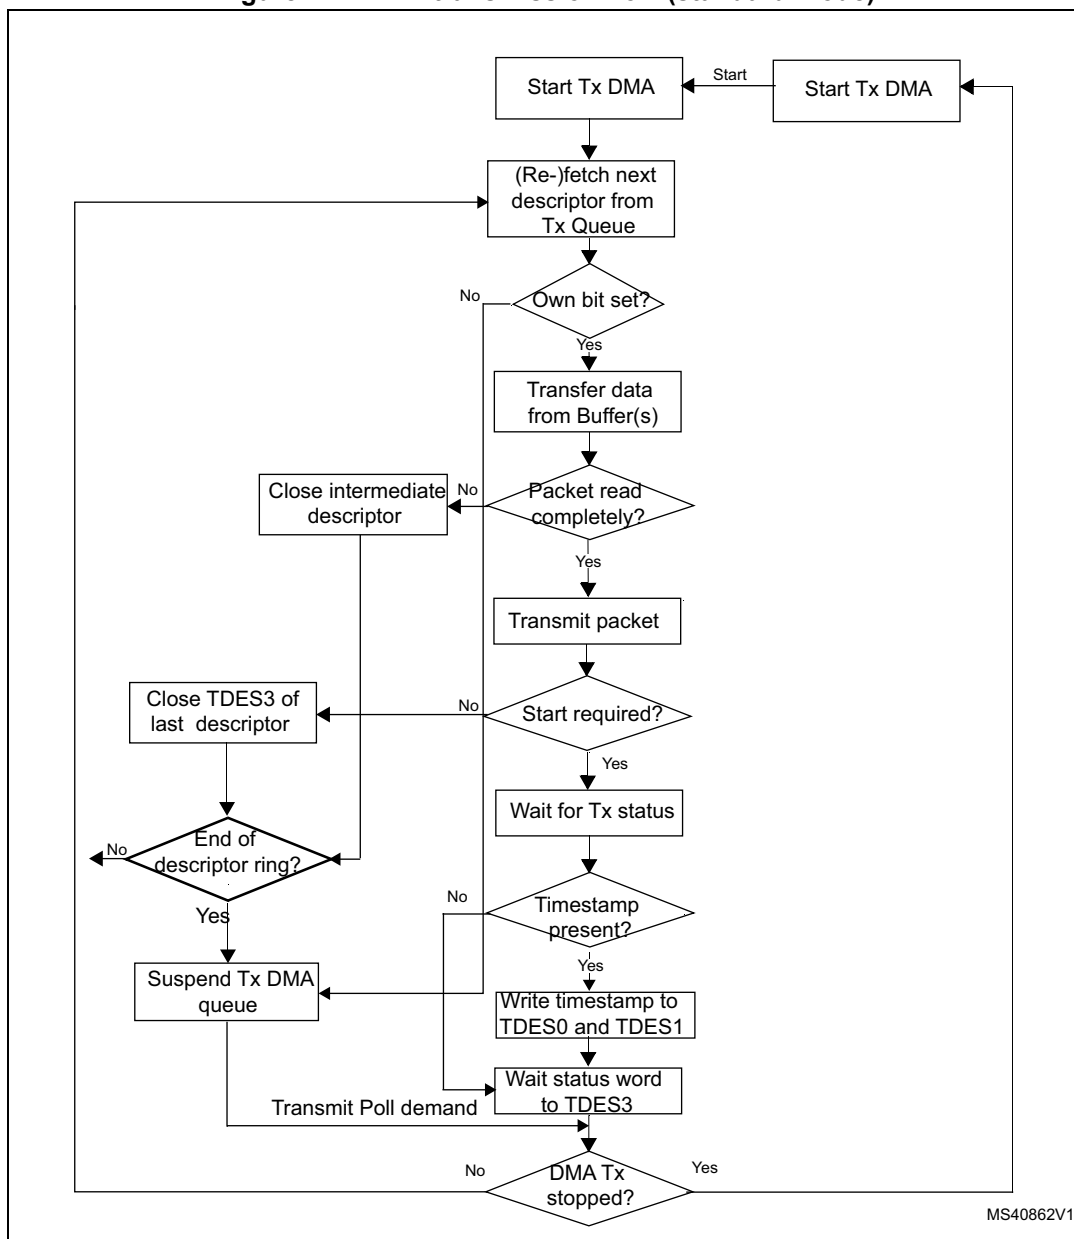 Start Tx DMA
Start
Start Tx DMA
(Re-)fetch next
descriptor from
Tx Queue
No
Own bit set?
Yes
Transfer data
from Buffer(s)
Close intermediate
descriptor
No
Packet read
completely?
Yes
Transmit packet
Close TDES3 of
last descriptor
No
Start required?
Yes
Wait for Tx status
No
End of
descriptor ring?
Yes
No
Timestamp
present?
Yes
Suspend Tx DMA
queue
Write timestamp to
TDES0 and TDES1
Wait status word
to TDES3
Transmit Poll demand
No
DMA Tx
stopped?
Yes
MS40862V1